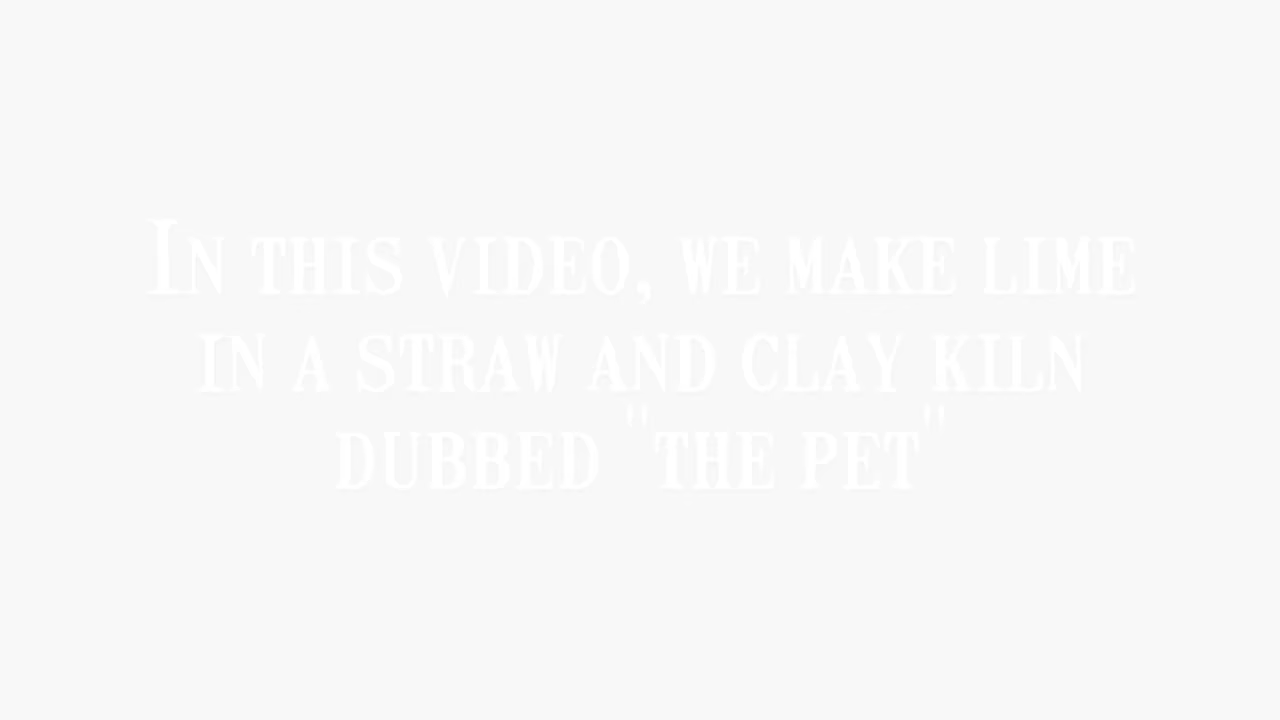 In this video, we make lime
in a straw and clay kiln
dubbed "the pet"